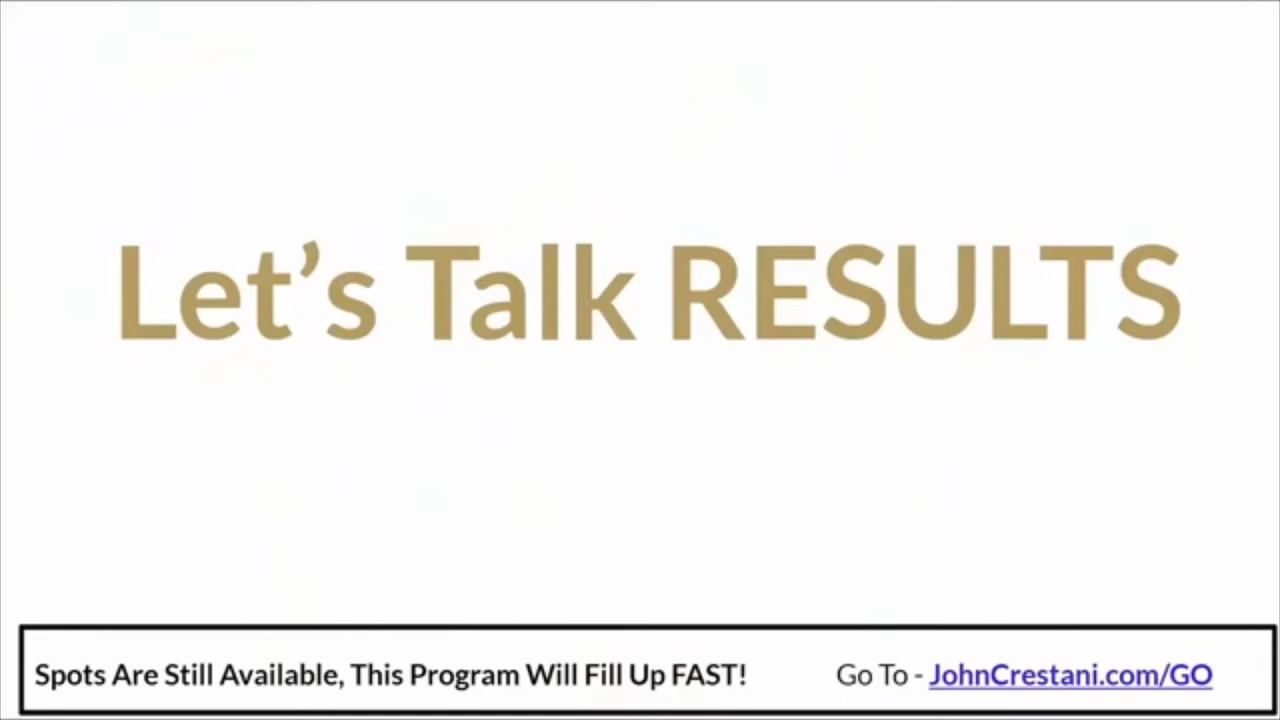 Let’s Talk RESULTS
Spots Are Still Available, This Program Will Fill Up FAST! Go To - JohnCrestani.com/GO